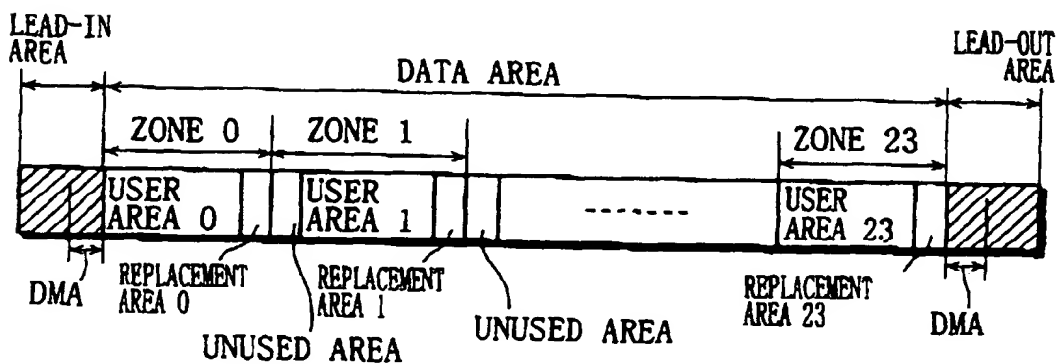 LEAD-IN
AREA
LEAD-OUT
AREA
DATA AREA
ZONE 0
ZONE 1
ZONE 23
USER
AREA 0
USER
AREA 1
USER
AREA 23
DMA
REPLACEMENT
AREA 0
REPLACEMENT
AREA 1
REPLACEMENT
AREA 23
DMA
UNUSED AREA
UNUSED AREA